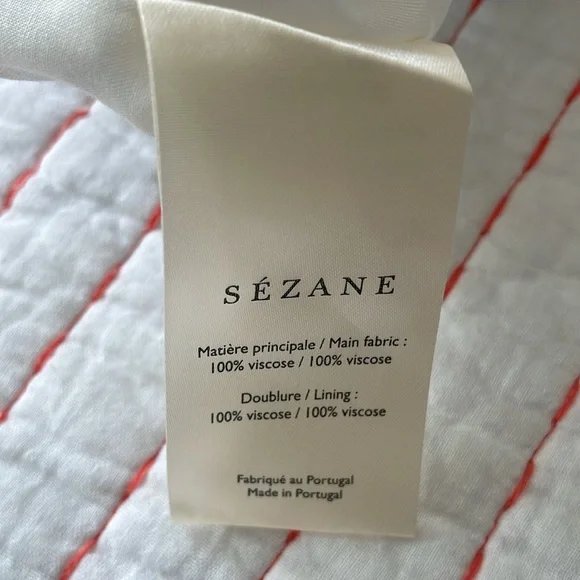 SÉZANE
Matière principale / Main fabric :
100% viscose / 100% viscose
Doublure / Lining :
100% viscose / 100% viscose
Fabriqué au Portugal
Made in Portugal